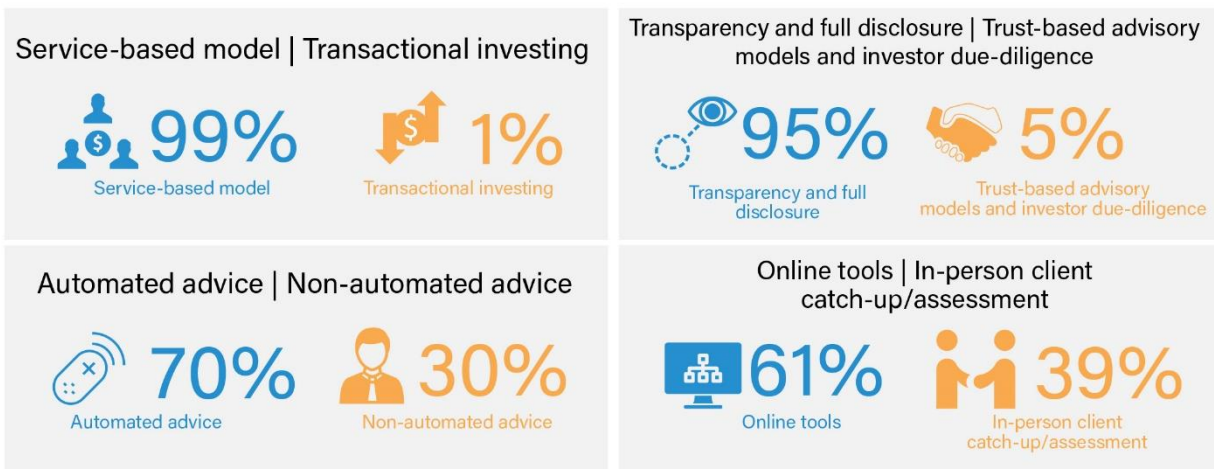 Service-based model | Transactional investing
$ 99%
Service-based model
$ 1%
Transactional investing
Transparency and full disclosure | Trust-based advisory
models and investor due-diligence
95%
Transparency and full
disclosure
5%
Trust-based advisory
models and investor due-diligence
Automated advice | Non-automated advice
70%
Automated advice
30%
Non-automated advice
Online tools | In-person client
catch-up/assessment
61%
Online tools
39%
In-person client
catch-up/assessment